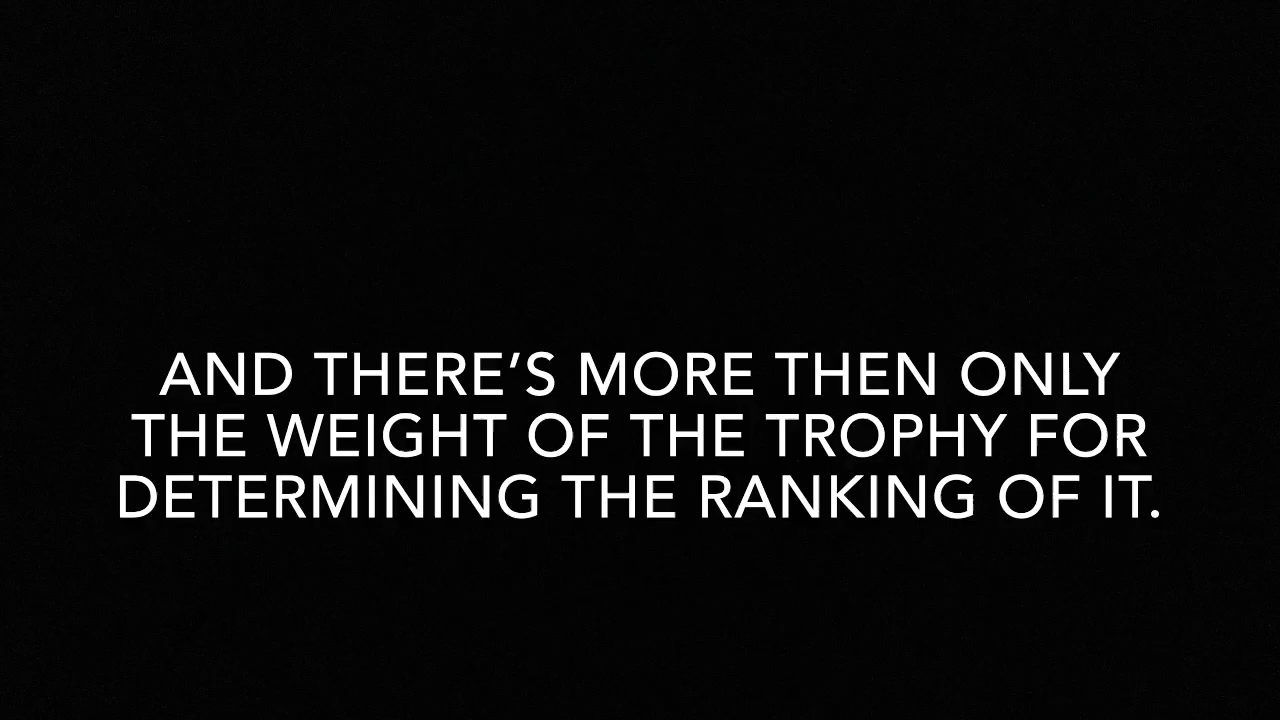 AND THERE’S MORE THEN ONLY
THE WEIGHT OF THE TROPHY FOR
DETERMINING THE RANKING OF IT.